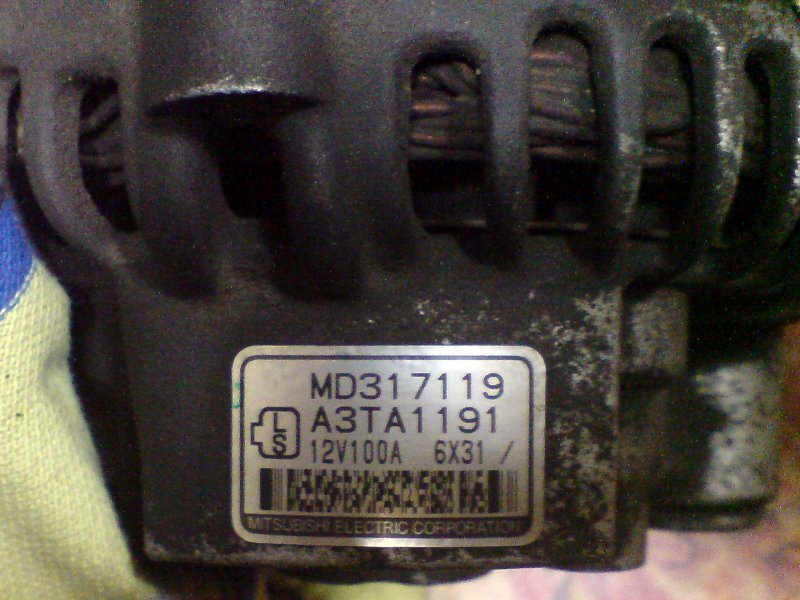 MD317119
A3TA1191
L
S
12V100A 6X31 /
MITSUBISHI ELECTRIC CORPORATION